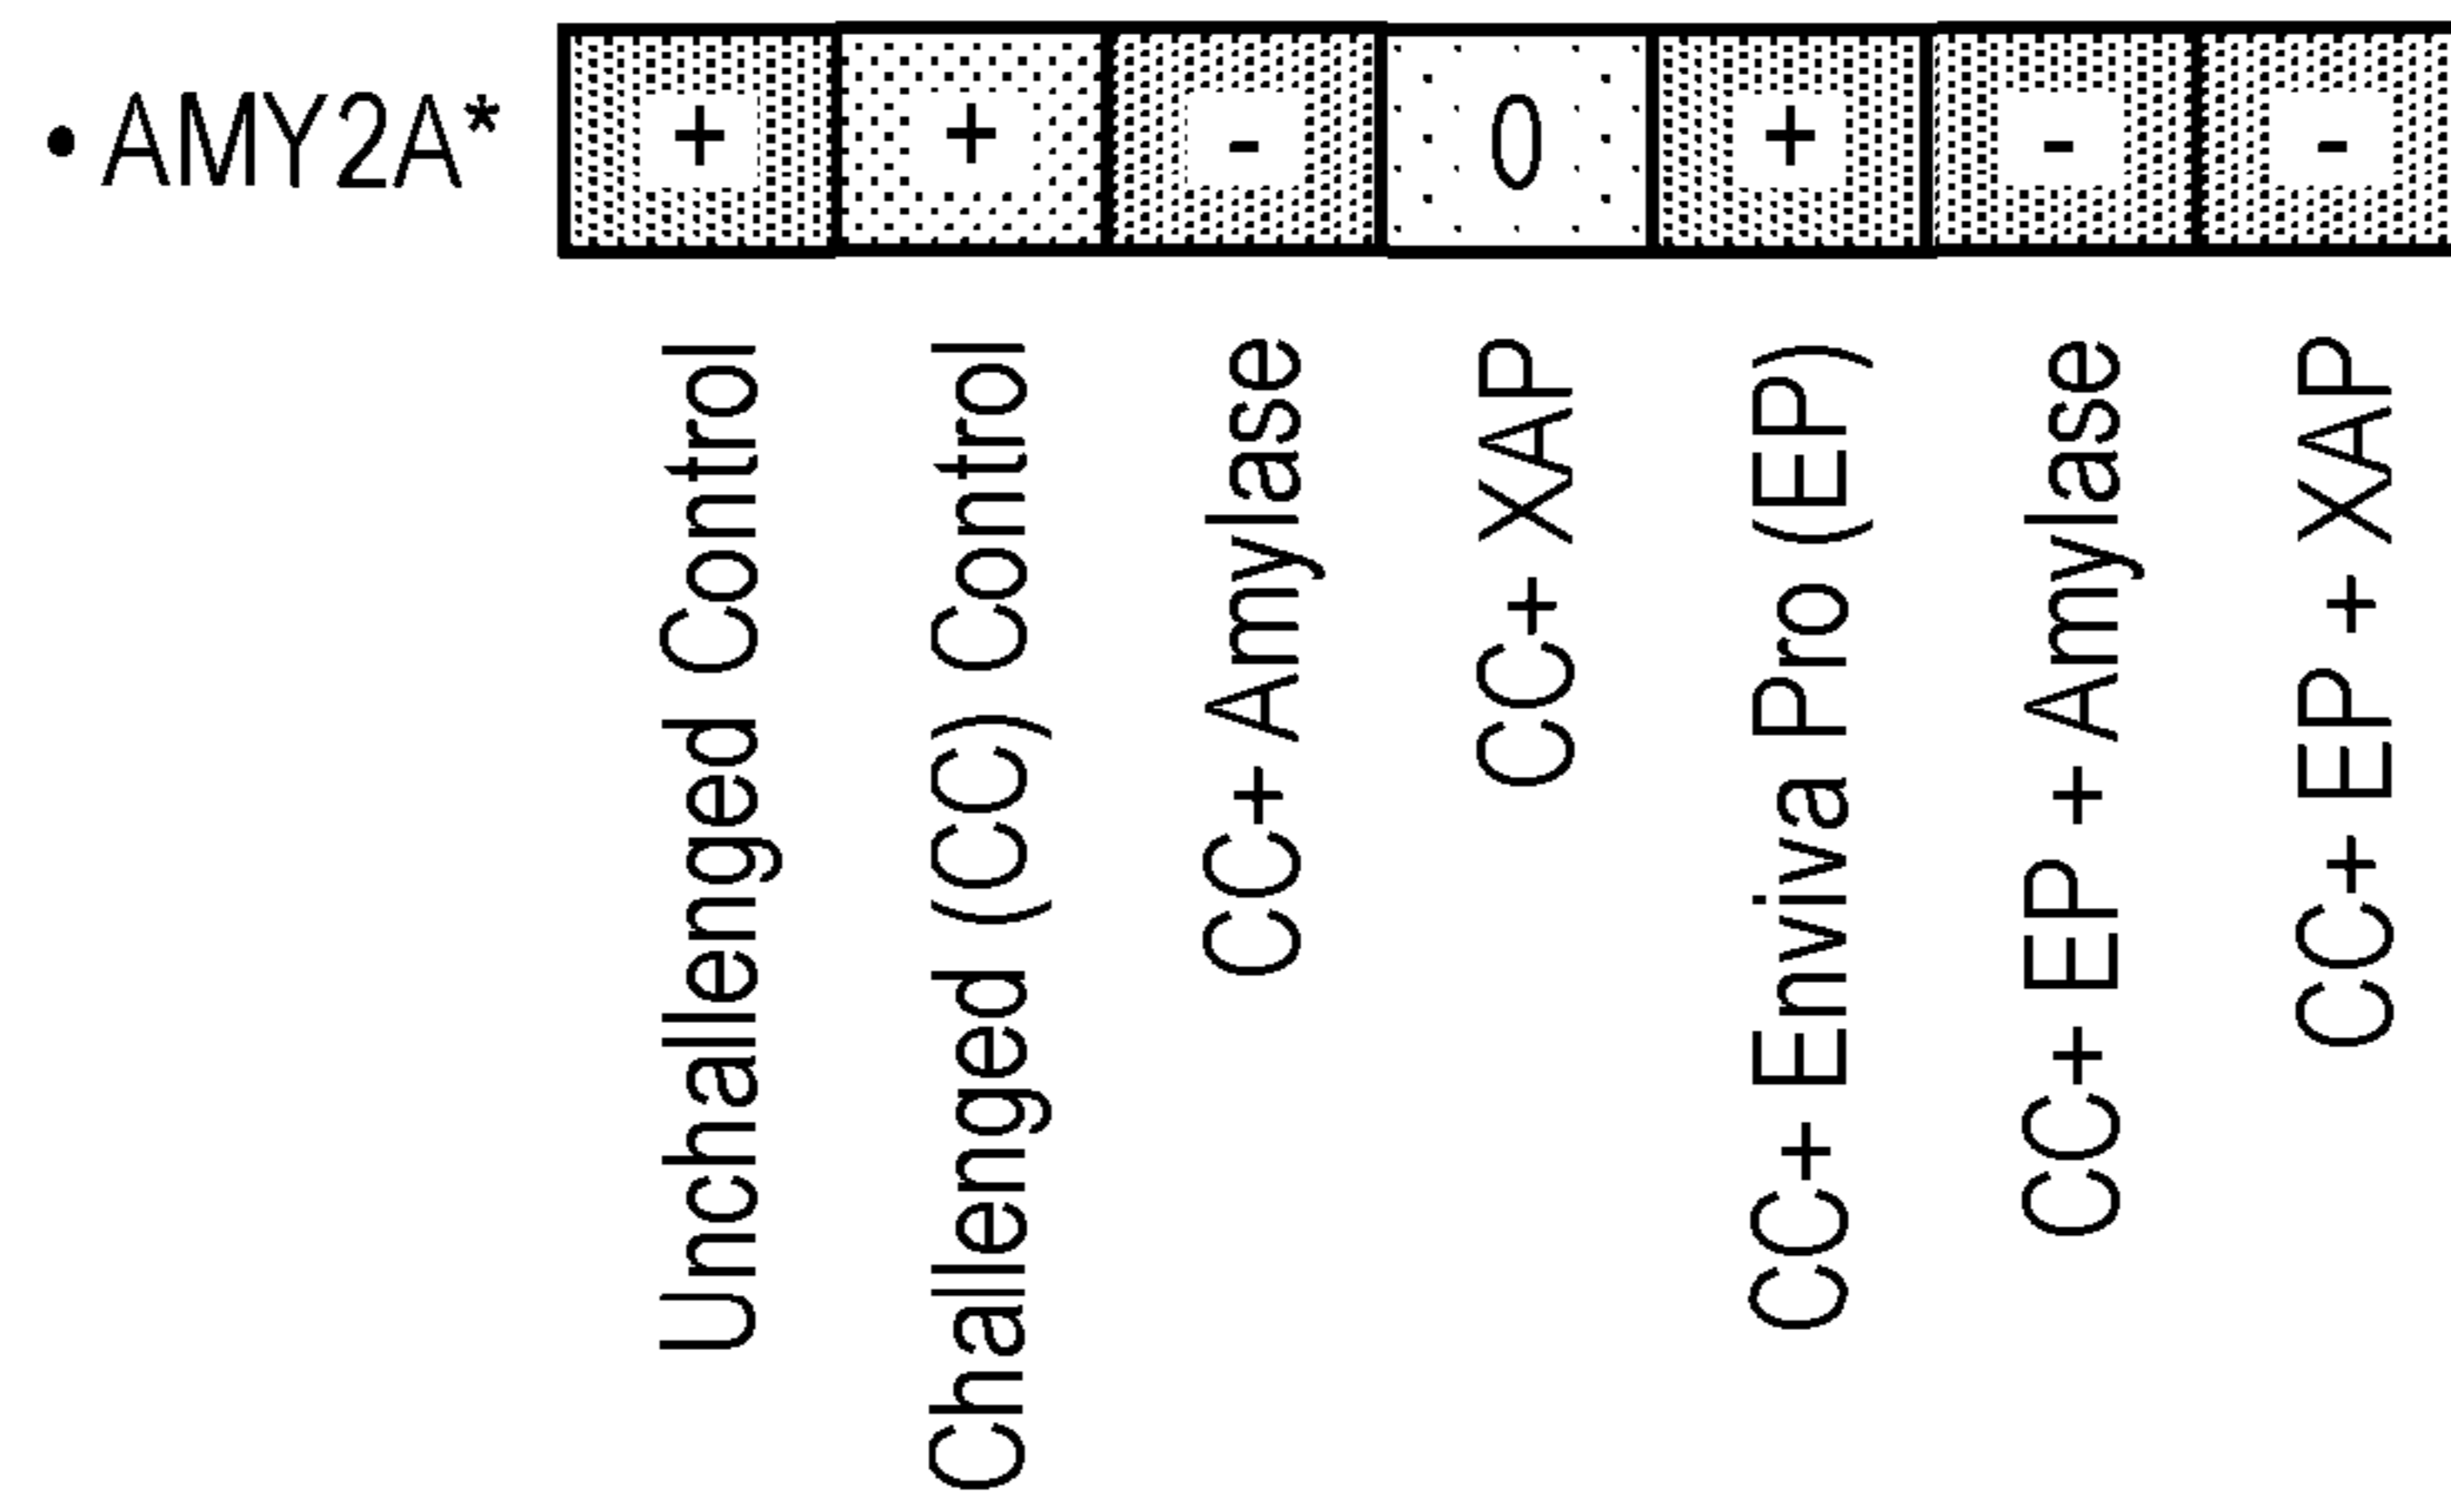 • AMY2A* + + - 0 + - -
Unchallenged Control
Challenged (CC) Control
CC+ Amylase
CC+ XAP
CC+ Enviva Pro (EP)
CC+ EP + Amylase
CC+ EP + XAP